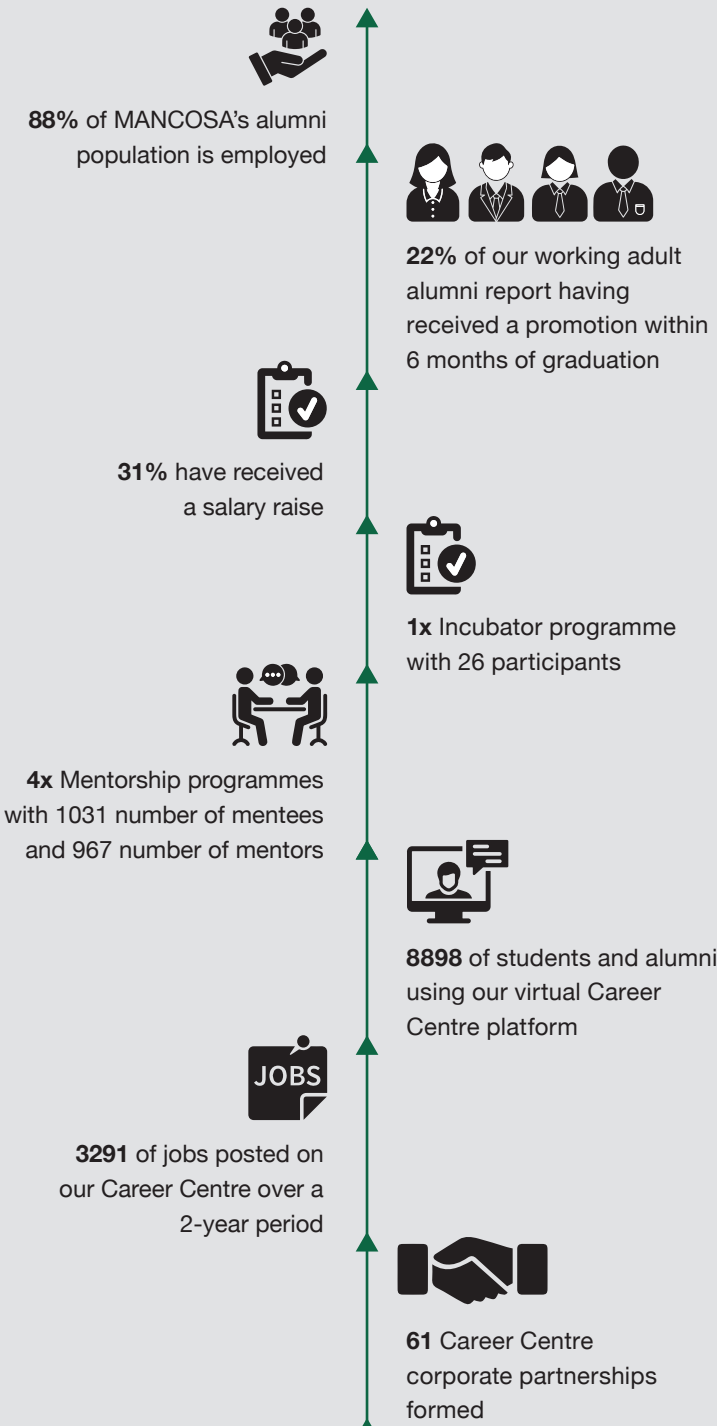 88% of MANCOSA’s alumni
population is employed
22% of our working adult
alumni report having
received a promotion within
6 months of graduation
31% have received
a salary raise
1x Incubator programme
with 26 participants
4x Mentorship programmes
with 1031 number of mentees
and 967 number of mentors
8898 of students and alumni
using our virtual Career
Centre platform
JOBS
3291 of jobs posted on
our Career Centre over a
2-year period
61 Career Centre
corporate partnerships
formed